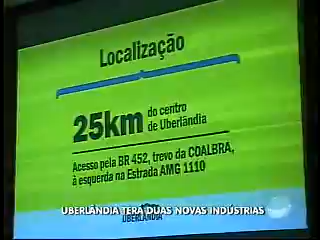 Localização
25km do centro
de Uberlândia
Acesso pela BR 452, trevo da COALBRA,
à esquerda na Estrada AMG 1110
UBERLÂNDIA TERÁ DUAS NOVAS INDÚSTRIAS
UBERLÂNDIA